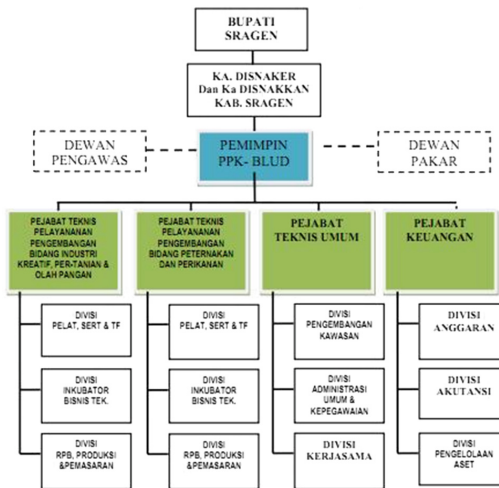 BUPATI
SRAGEN
KA. DISNAKER
Dan Ka DISNAKKAN
KAB. SRAGEN
DEWAN
PENGAWAS
PEMIMPIN
PPK- BLUD
DEWAN
PAKAR
PEJABAT TEKNIS
PELAYANANAN
PENGEMBANGAN
BIDANG INDUSTRI
KREATIF, PER-TANIAN &
OLAH PANGAN
PEJABAT TEKNIS
PELAYANANAN
PENGEMBANGAN
BIDANG PETERNAKAN
DAN PERIKANAN
PEJABAT
TEKNIS UMUM
PEJABAT
KEUANGAN
DIVISI
PELAT, SERT & TF
DIVISI
PELAT, SERT & TF
DIVISI
PENGEMBANGAN
KAWASAN
DIVISI
ANGGARAN
DIVISI
INKUBATOR
BISNIS TEK.
DIVISI
INKUBATOR
BISNIS TEK.
DIVISI
ADMINISTRASI
UMUM &
KEPEGAWAIAN
DIVISI
AKUTANSI
DIVISI
RPB, PRODUKSI
&PEMASARAN
DIVISI
RPB, PRODUKSI
&PEMASARAN
DIVISI
KERJASAMA
DIVISI
PENGELOLAAN
ASET